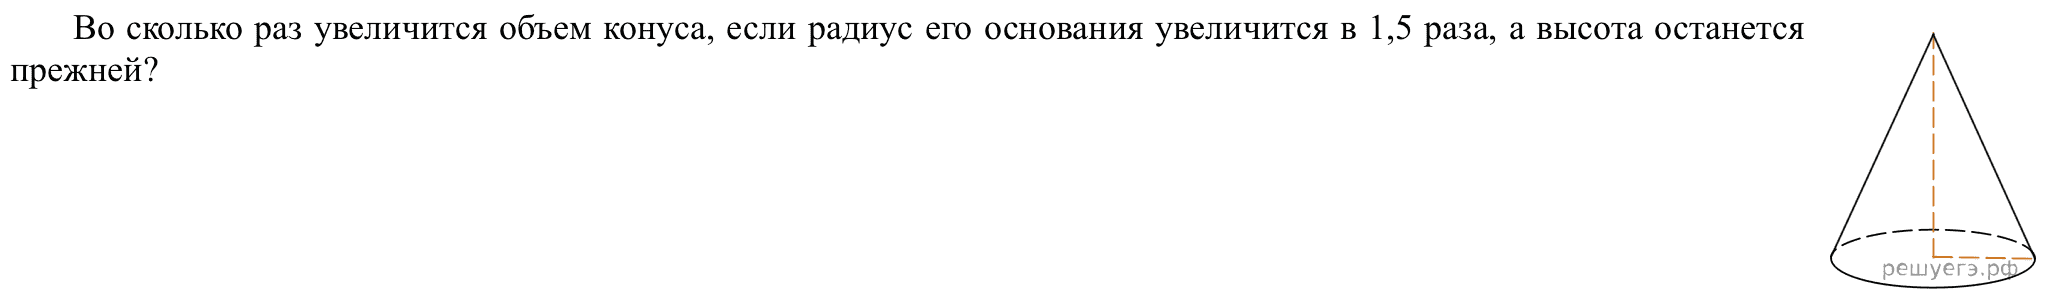 Во сколько раз увеличится объем конуса, если радиус его основания увеличится в 1,5 раза, а высота останется
прежней?
решуегэ.рф